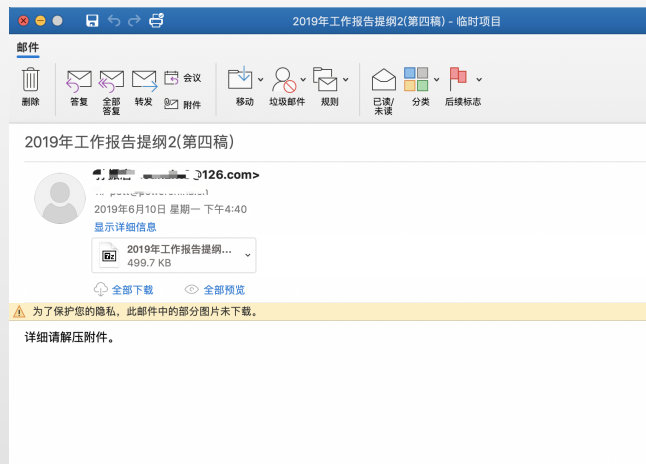 2019年工作报告提纲2(第四稿) - 临时项目
邮件
删除
答复
全部答复
转发
会议
附件
移动
垃圾邮件
规则
已读/未读
分类
后续标志
2019年工作报告提纲2(第四稿)
@126.com>
2019年6月10日 星期一 下午4:40
显示详细信息
7z
2019年工作报告提纲...
499.7 KB
全部下载
全部预览
为了保护您的隐私，此邮件中的部分图片未下载。
详细请解压附件。